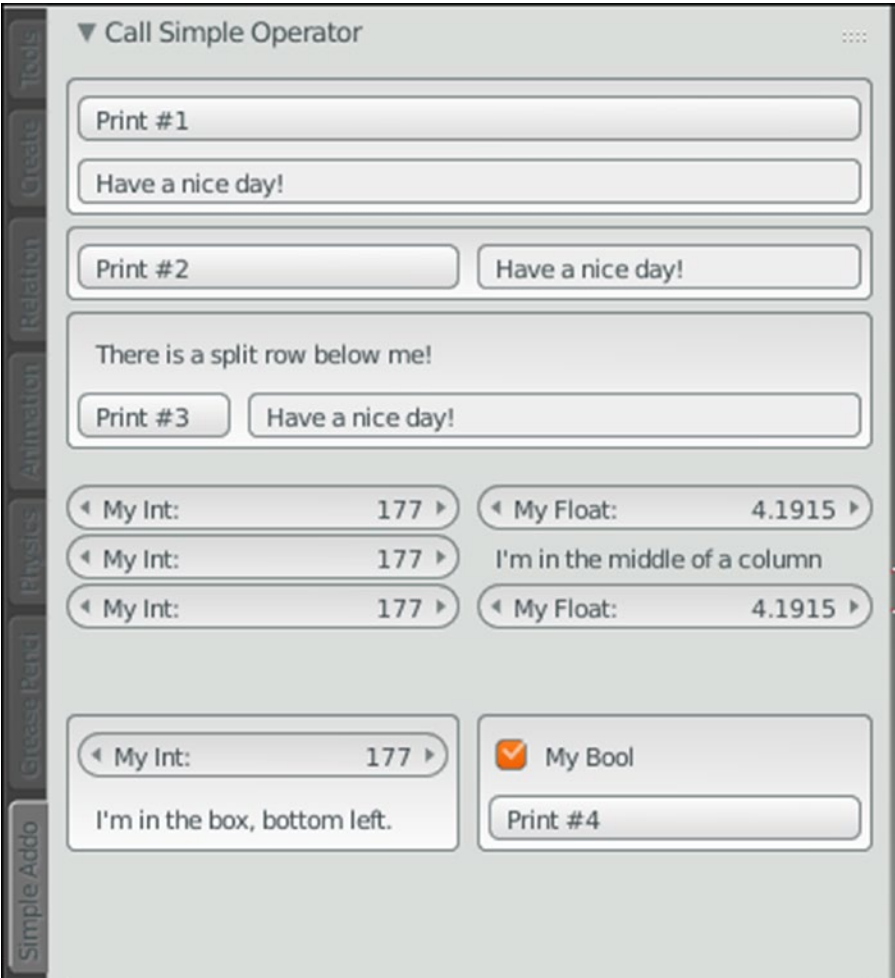 Call Simple Operator
Print #1
Have a nice day!
Print #2 Have a nice day!
There is a split row below me!
Print #3 Have a nice day!
My Int: 177 My Float: 4.1915
My Int: 177 I'm in the middle of a column
My Int: 177 My Float: 4.1915
My Int: 177 My Bool
I'm in the box, bottom left. Print #4
Tools
Create
Relation
Animation
Physics
Grease Penci
Simple Addo